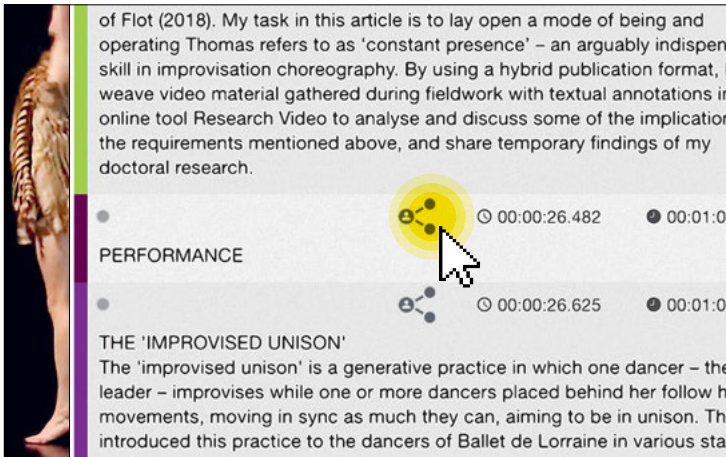 of Flot (2018). My task in this article is to lay open a mode of being and
operating Thomas refers to as ‘constant presence’ – an arguably
skill in improvisation choreography. By using a hybrid publication format,
weave video material gathered during fieldwork with textual annotations
online tool Research Video to analyse and discuss some of the
the requirements mentioned above, and share temporary findings of my
doctoral research.
00:00:26.482 00:01:0
PERFORMANCE
00:00:26.625 00:01:0
THE 'IMPROVISED UNISON'
The 'improvised unison' is a generative practice in which one dancer – the
leader – improvises while one or more dancers placed behind her follow
movements, moving in sync as much they can, aiming to be in unison.
introduced this practice to the dancers of Ballet de Lorraine in various